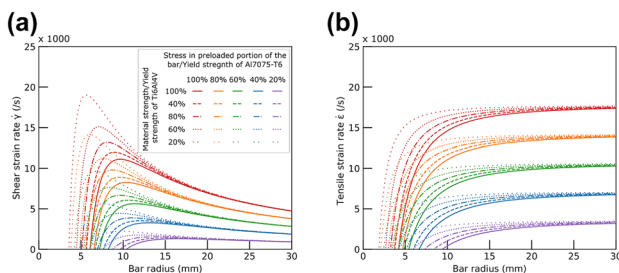 (a)
(b)
x 1000
x 1000
Stress in preloaded portion of the
bar/Yield stregnth of Al7075-T6
100% 80% 60% 40% 20%
Material strength/Yield
strength of Ti6Al4V
100%
40%
80%
60%
20%
Shear strain rate γ̇ (/s)
25
20
15
10
5
0
0 5 10 15 20 25 30
Bar radius (mm)
Tensile strain rate ε̇ (/s)
25
20
15
10
5
0
0 5 10 15 20 25 30
Bar radius (mm)